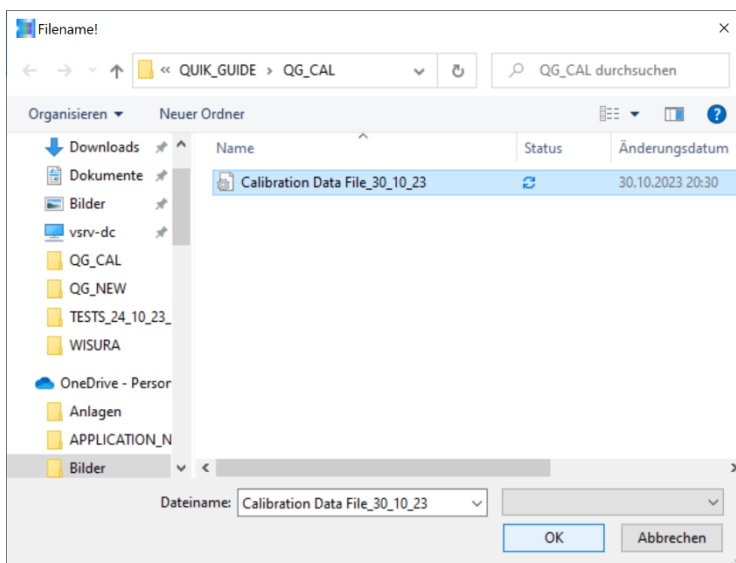 Filename!
« QUIK_GUIDE › QG_CAL
QG_CAL durchsuchen
Organisieren
Neuer Ordner
?
Downloads
Dokumente
Bilder
vsrv-dc
QG_CAL
QG_NEW
TESTS_24_10_23_
WISURA
OneDrive - Person
Anlagen
APPLICATION_N
Bilder
Name Status Änderungsdatum
Calibration Data File_30_10_23 30.10.2023 20:30
Dateiname: Calibration Data File_30_10_23
OK Abbrechen